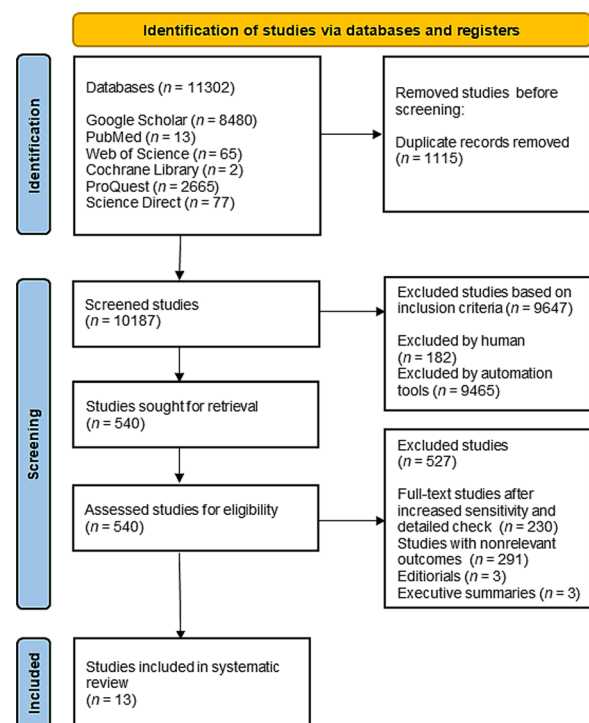 Identification of studies via databases and registers
Identification
Databases (n = 11302)
Google Scholar (n = 8480)
PubMed (n = 13)
Web of Science (n = 65)
Cochrane Library (n = 2)
ProQuest (n = 2665)
Science Direct (n = 77)
Removed studies before
screening:
Duplicate records removed
(n = 1115)
Screening
Screened studies
(n = 10187)
Excluded studies based on
inclusion criteria (n = 9647)
Excluded by human
(n = 182)
Excluded by automation
tools (n = 9465)
Studies sought for retrieval
(n = 540)
Assessed studies for eligibility
(n = 540)
Excluded studies
(n = 527)
Full-text studies after
increased sensitivity and
detailed check (n = 230)
Studies with nonrelevant
outcomes (n = 291)
Editiorials (n = 3)
Executive summaries (n = 3)
Included
Studies included in systematic
review
(n = 13)